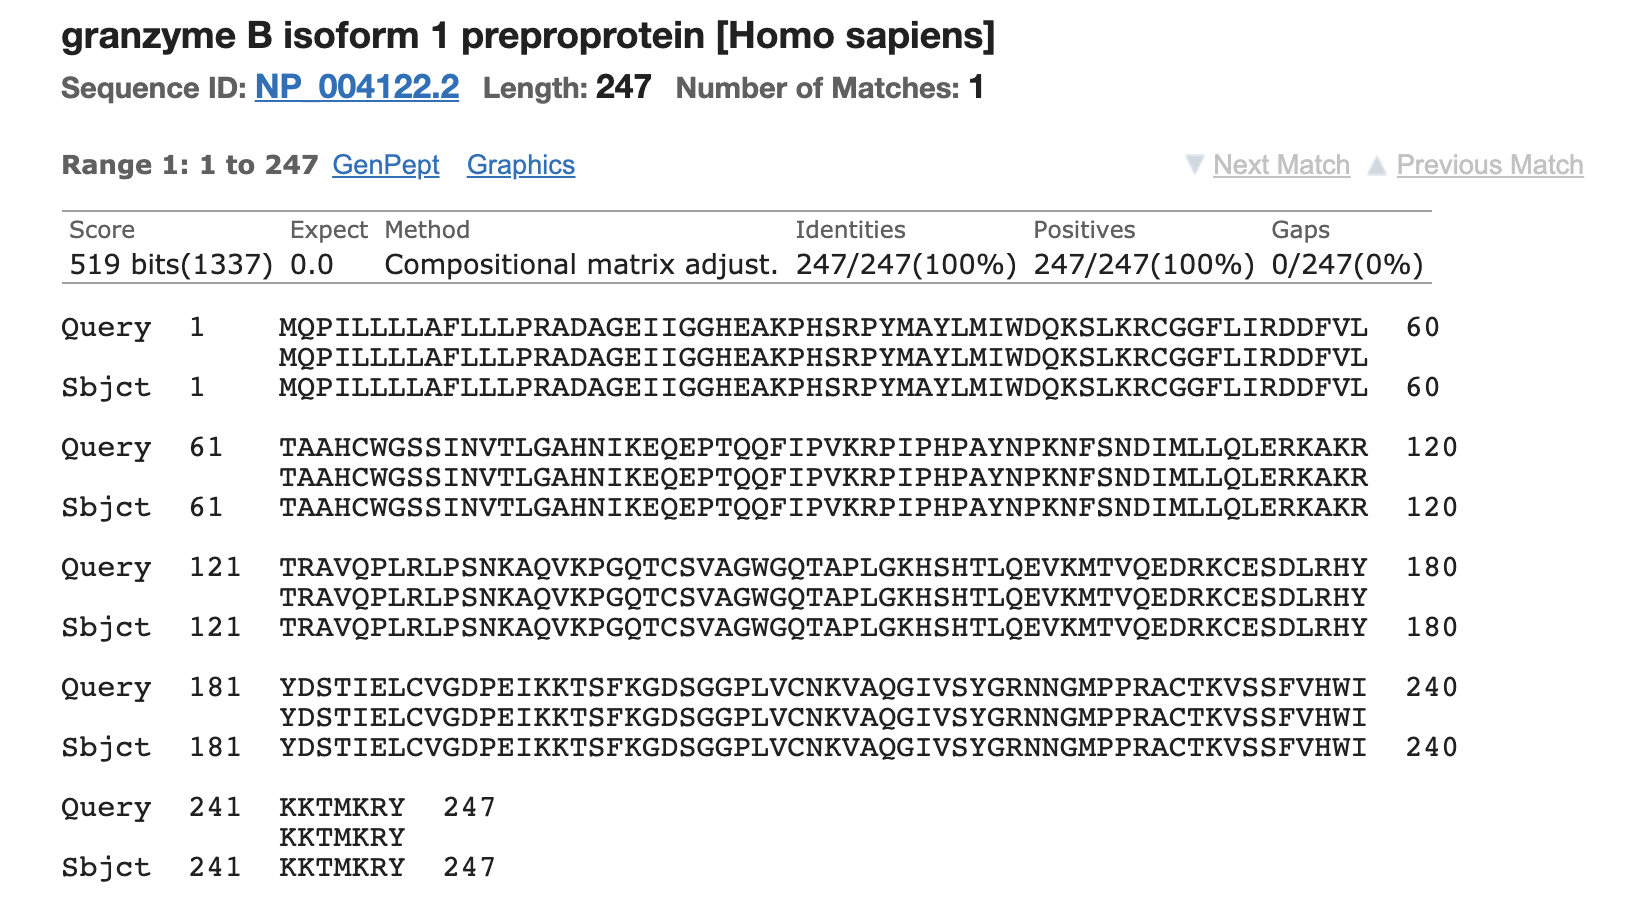 granzyme B isoform 1 preproprotein [Homo sapiens]
Sequence ID: NP_004122.2 Length: 247 Number of Matches: 1
Range 1: 1 to 247 GenPept Graphics ▼ Next Match ▲ Previous Match
Score Expect Method Identities Positives Gaps
519 bits(1337) 0.0 Compositional matrix adjust. 247/247(100%) 247/247(100%) 0/247(0%)
Query 1 MQPILLLLAFLLLPRADAGEIIGGHEAKPHSRPYMAYLMIWDQKSLKRCGGFLIRDDFVL 60
MQPILLLLAFLLLPRADAGEIIGGHEAKPHSRPYMAYLMIWDQKSLKRCGGFLIRDDFVL
Sbjct 1 MQPILLLLAFLLLPRADAGEIIGGHEAKPHSRPYMAYLMIWDQKSLKRCGGFLIRDDFVL 60
Query 61 TAAHCWGSSINVTLGAHNIKEQEPTQQFIPVKRPIPHPAYNPKNFSNDIMLLQLERKAKR 120
TAAHCWGSSINVTLGAHNIKEQEPTQQFIPVKRPIPHPAYNPKNFSNDIMLLQLERKAKR
Sbjct 61 TAAHCWGSSINVTLGAHNIKEQEPTQQFIPVKRPIPHPAYNPKNFSNDIMLLQLERKAKR 120
Query 121 TRAVQPLRLPSNKAQVKPGQTCSVAGWGQTAPLGKHSHTLQEVKMTVQEDRKCESDLRHY 180
TRAVQPLRLPSNKAQVKPGQTCSVAGWGQTAPLGKHSHTLQEVKMTVQEDRKCESDLRHY
Sbjct 121 TRAVQPLRLPSNKAQVKPGQTCSVAGWGQTAPLGKHSHTLQEVKMTVQEDRKCESDLRHY 180
Query 181 YDSTIELCVGDPEIKKTSFKGDSGGPLVCNKVAQGIVSYGRNNGMPPRACTKVSSFVHWI 240
YDSTIELCVGDPEIKKTSFKGDSGGPLVCNKVAQGIVSYGRNNGMPPRACTKVSSFVHWI
Sbjct 181 YDSTIELCVGDPEIKKTSFKGDSGGPLVCNKVAQGIVSYGRNNGMPPRACTKVSSFVHWI 240
Query 241 KKTMKRY 247
KKTMKRY
Sbjct 241 KKTMKRY 247